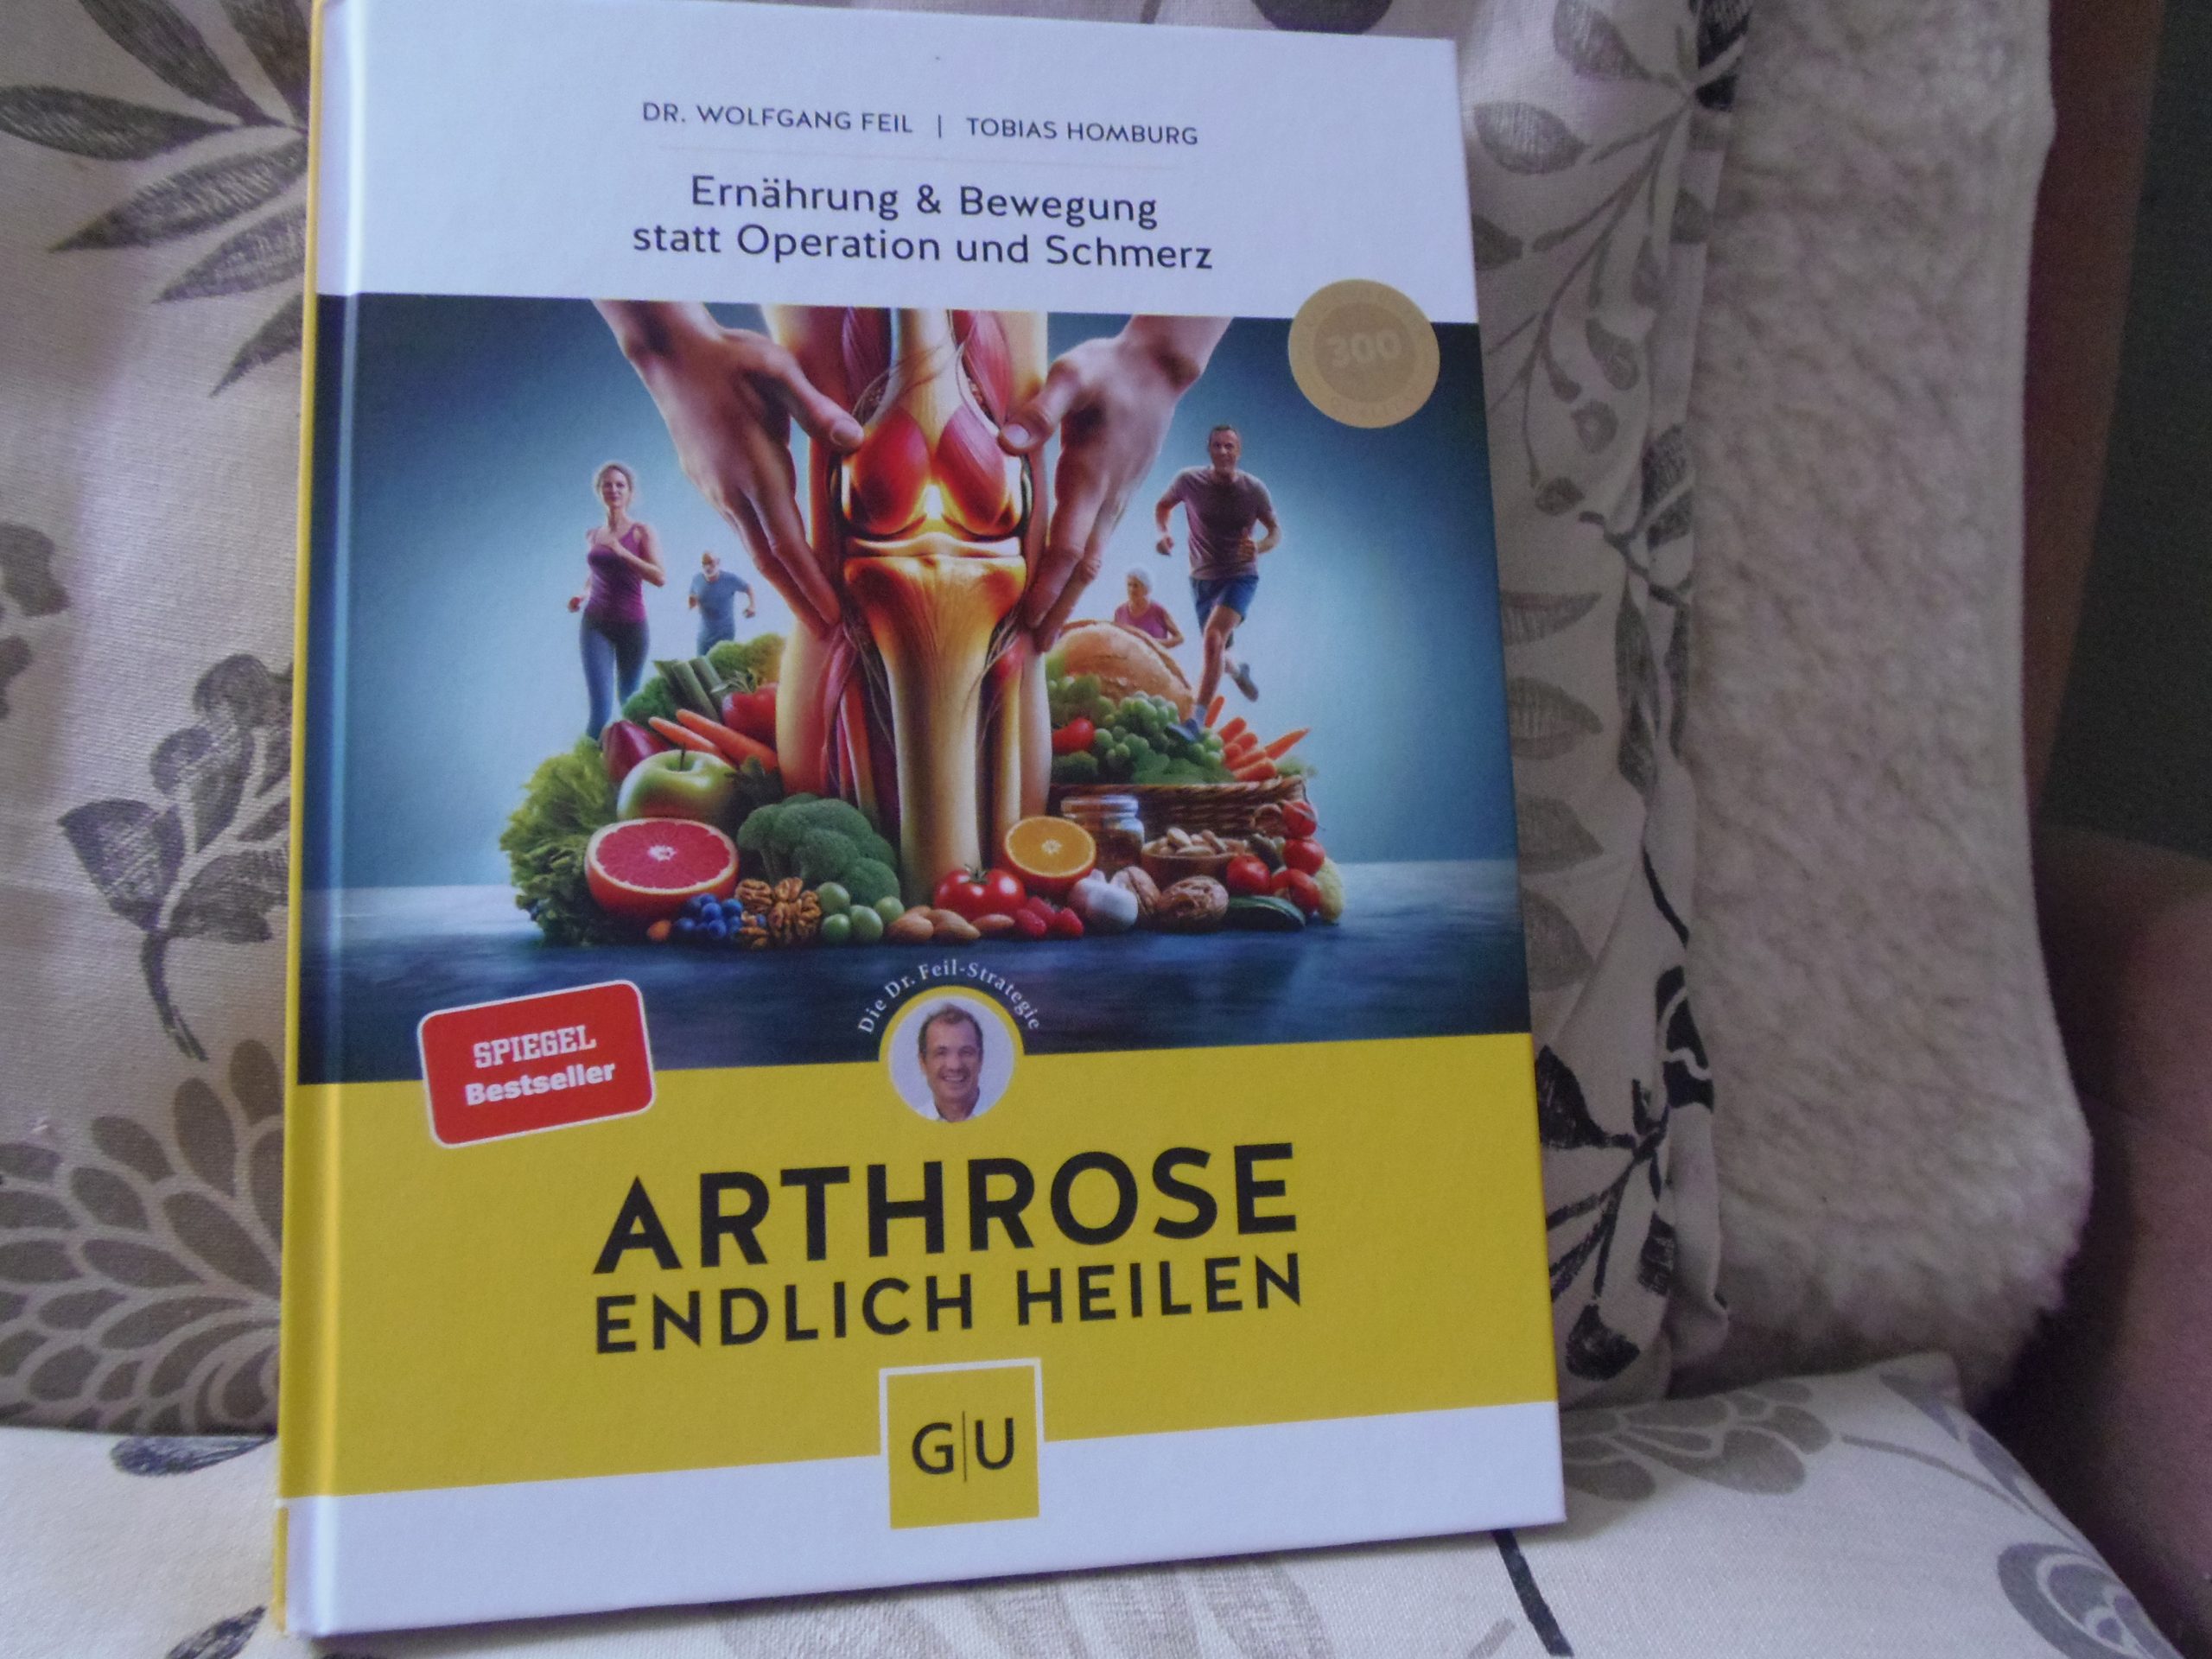 DR. WOLFGANG FEIL | TOBIAS HOMBURG
Ernährung & Bewegung
statt Operation und Schmerz
300
Die Dr. Feil-Strategie
SPIEGEL
Bestseller
ARTHROSE
ENDLICH HEILEN
G|U